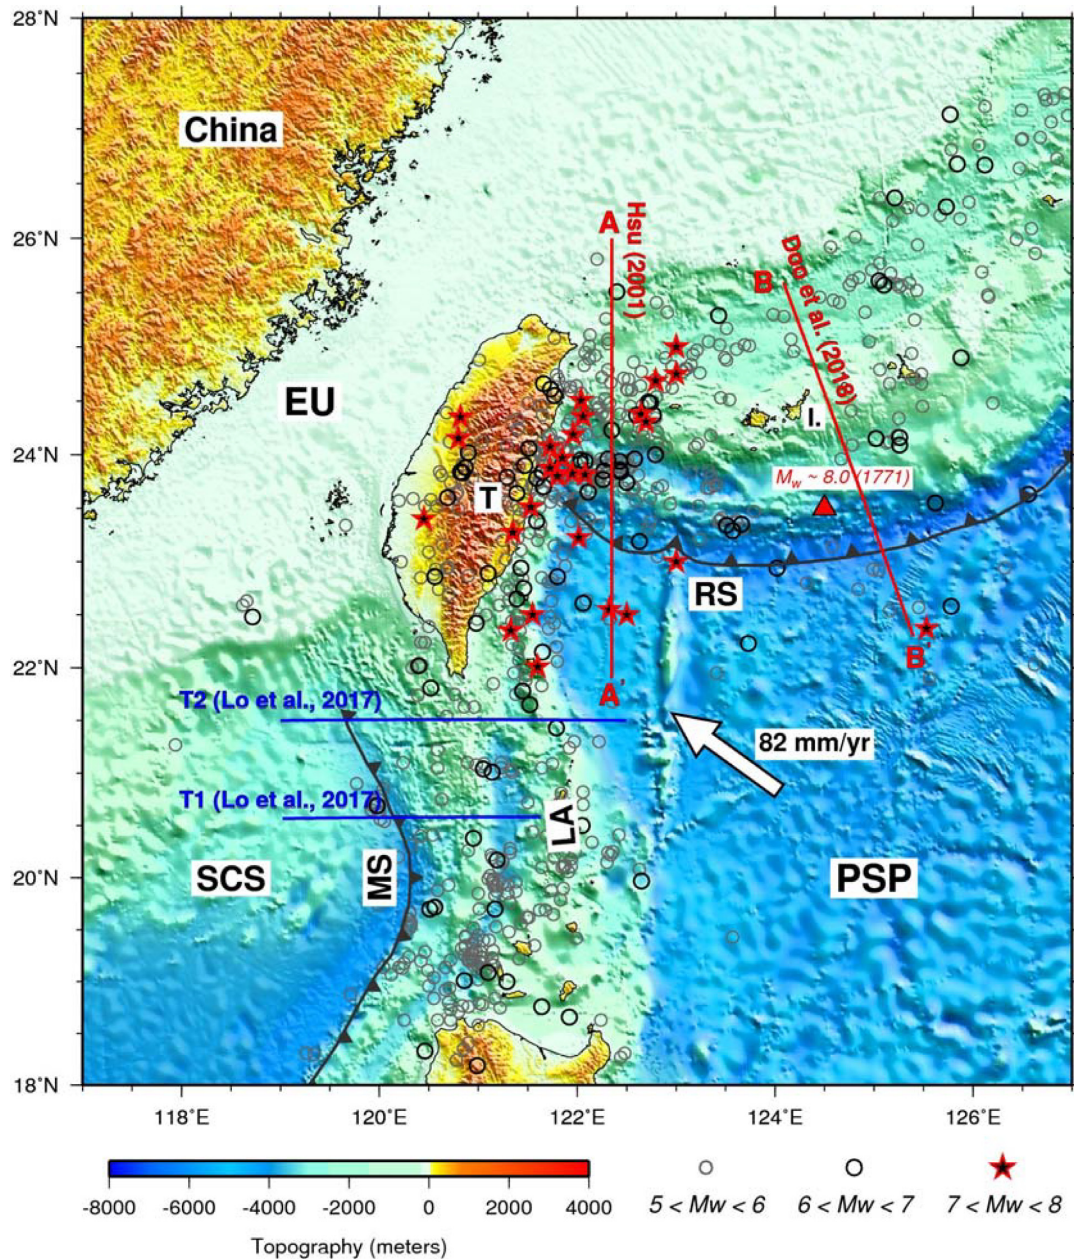 28°N
China
26°N
A
Hsu (2001)
B
Doo et al. (2018)
EU
I.
24°N
Mw ~ 8.0 (1771)
T
RS
22°N
A'
B'
T2 (Lo et al., 2017)
82 mm/yr
T1 (Lo et al., 2017)
LA
SCS
MS
PSP
20°N
18°N
118°E
120°E
122°E
124°E
126°E
-8000 -6000 -4000 -2000 0 2000 4000
Topography (meters)
5 < Mw < 6
6 < Mw < 7
7 < Mw < 8